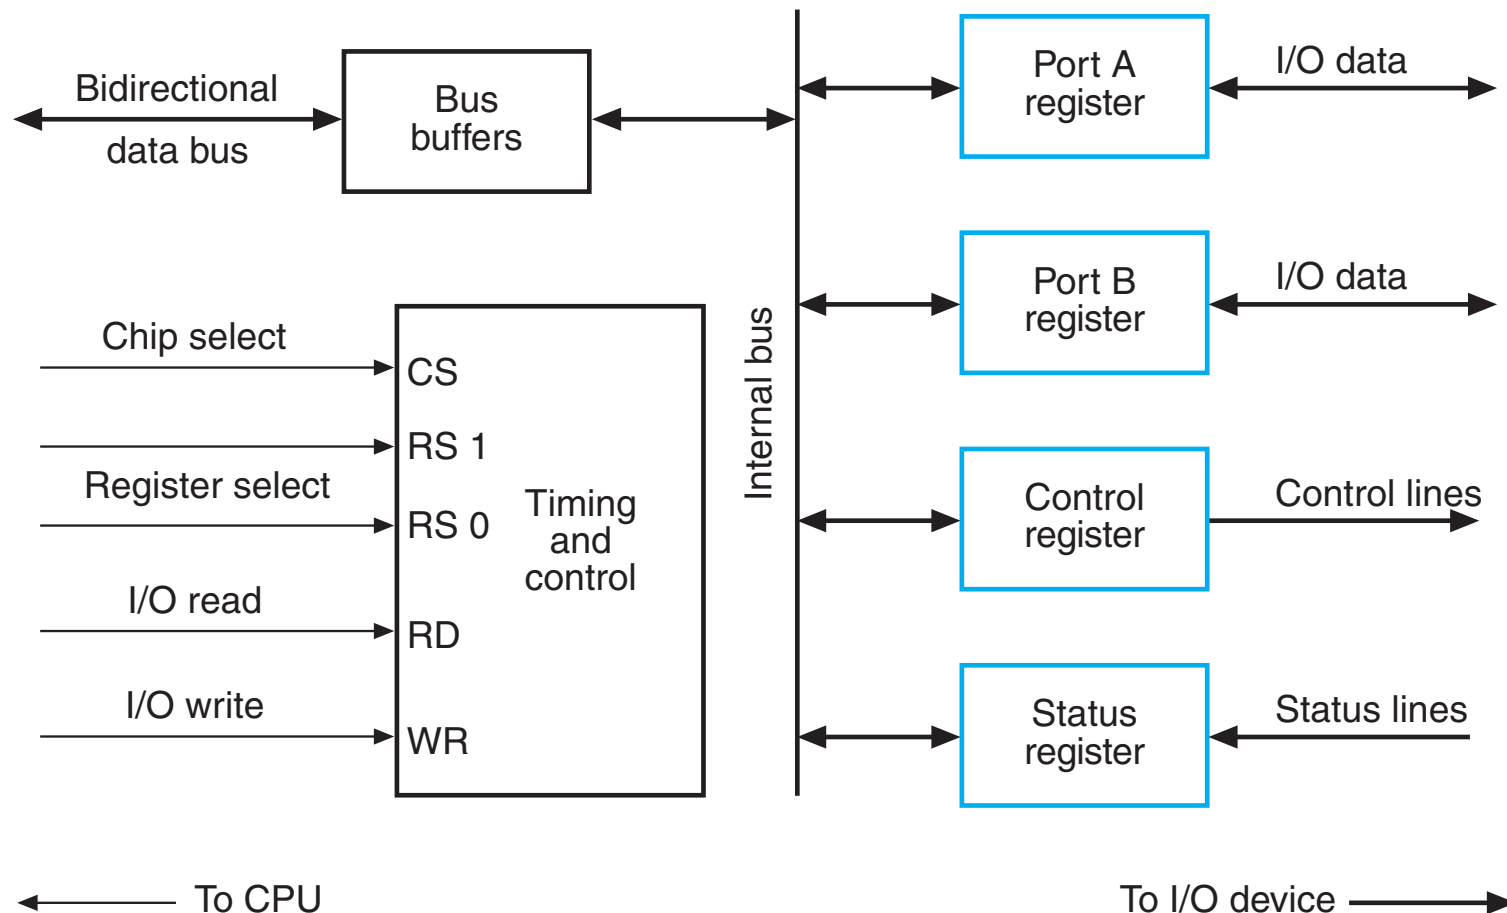 Bidirectional
data bus
Bus
buffers
Port A
register
I/O data
Port B
register
I/O data
Internal bus
Chip select
CS
RS 1
Register select
RS 0
Timing
and
control
I/O read
RD
I/O write
WR
Control
register
Control lines
Status
register
Status lines
To CPU
To I/O device